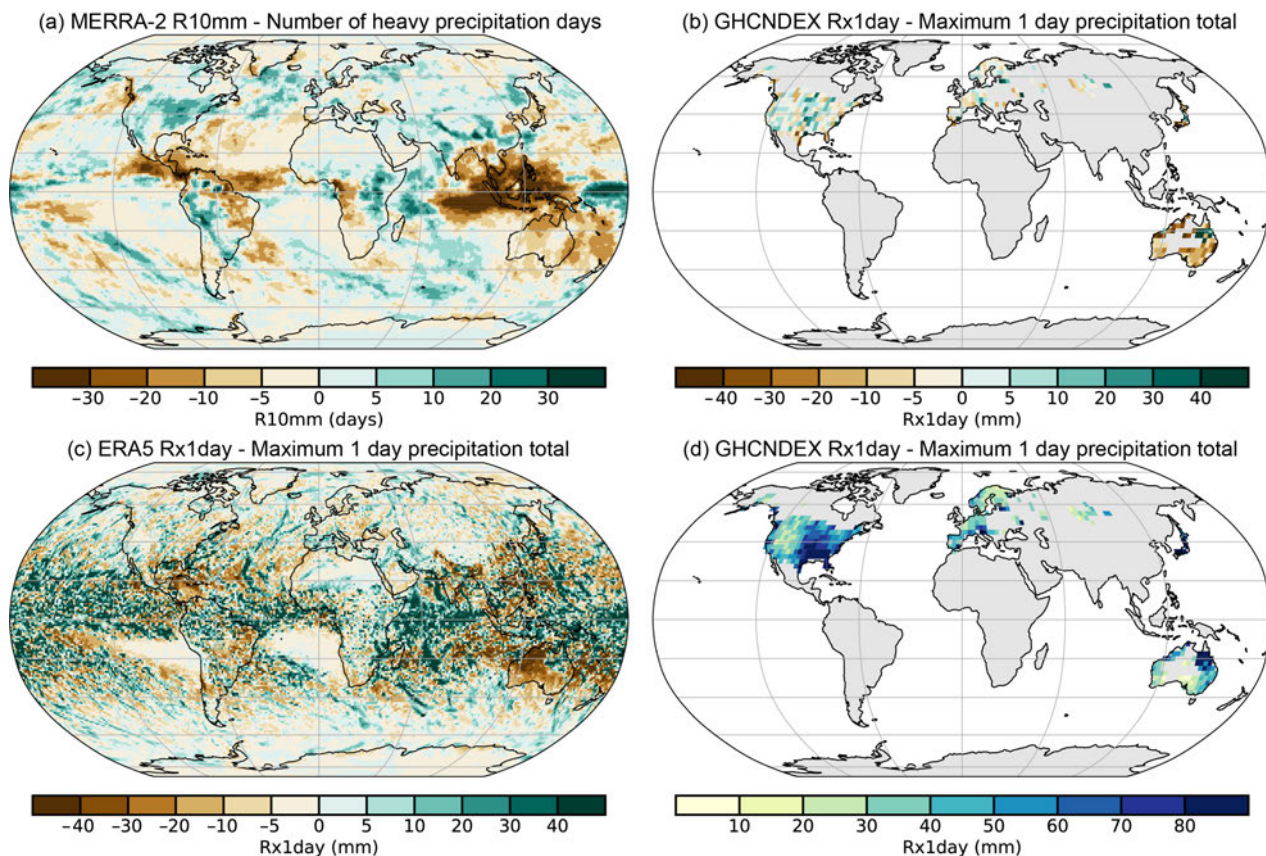 (a) MERRA-2 R10mm - Number of heavy precipitation days
–30 –20 –10 –5 0 5 10 20 30
R10mm (days)
(b) GHCNDEX Rx1day - Maximum 1 day precipitation total
–40 –30 –20 –10 –5 0 5 10 20 30 40
Rx1day (mm)
(c) ERA5 Rx1day - Maximum 1 day precipitation total
–40 –30 –20 –10 –5 0 5 10 20 30 40
Rx1day (mm)
(d) GHCNDEX Rx1day - Maximum 1 day precipitation total
10 20 30 40 50 60 70 80
Rx1day (mm)